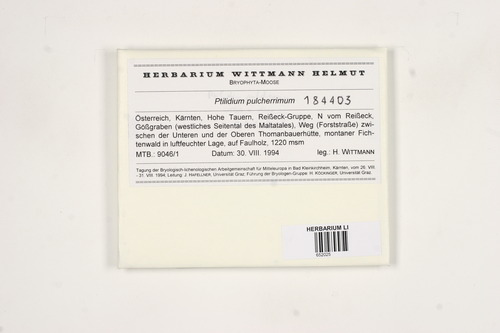 HERBARIUM WITTMANN HELMUT
BRYOPHYTA-MOOSE
Ptilidium pulcherrimum 184403
Österreich, Kärnten, Hohe Tauern, Reißeck-Gruppe, N vom Reißeck,
Gößgraben (westliches Seitental des Maltatales), Weg (Forststraße) zwi-
schen der Unteren und der Oberen Thomanbauerhütte, montaner Fich-
tenwald in luftfeuchter Lage, auf Faulholz, 1220 msm
MTB.: 9046/1 Datum: 30. VIII. 1994 leg.: H. WITTMANN
Tagung der Bryologisch-lichenologischen Arbeitsgemeinschaft für Mitteleuropa in Bad Kleinkirchheim, Kärnten, vom 26. VIII.
- 31. VIII. 1994, Leitung: J. HAFELLNER, Universität Graz; Führung der Bryologen-Gruppe: H. KÖCKINGER, Universität Graz.
HERBARIUM LI
652025